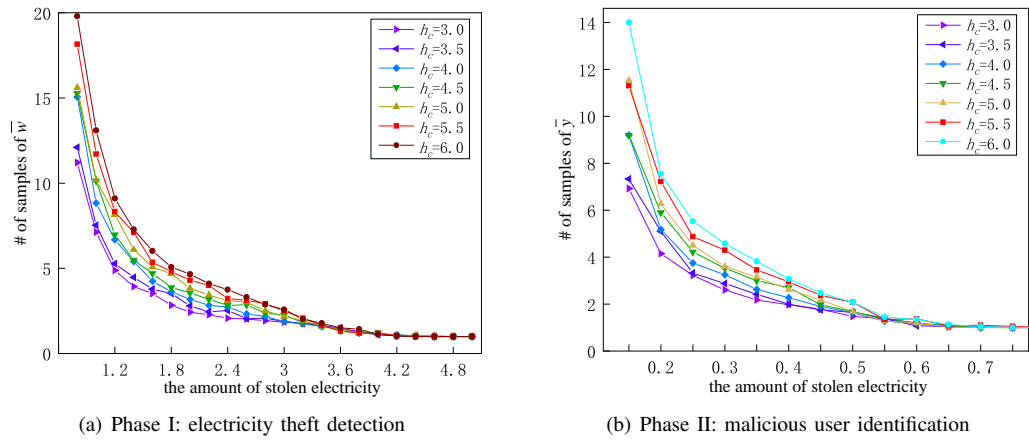 # of samples of w̅
20
15
10
5
0
1.2 1.8 2.4 3 3.6 4.2 4.8
the amount of stolen electricity
h_c=3.0
h_c=3.5
h_c=4.0
h_c=4.5
h_c=5.0
h_c=5.5
h_c=6.0
(a) Phase I: electricity theft detection
# of samples of y̅
14
12
10
8
6
4
2
0
0.2 0.3 0.4 0.5 0.6 0.7
the amount of stolen electricity
h_c=3.0
h_c=3.5
h_c=4.0
h_c=4.5
h_c=5.0
h_c=5.5
h_c=6.0
(b) Phase II: malicious user identification